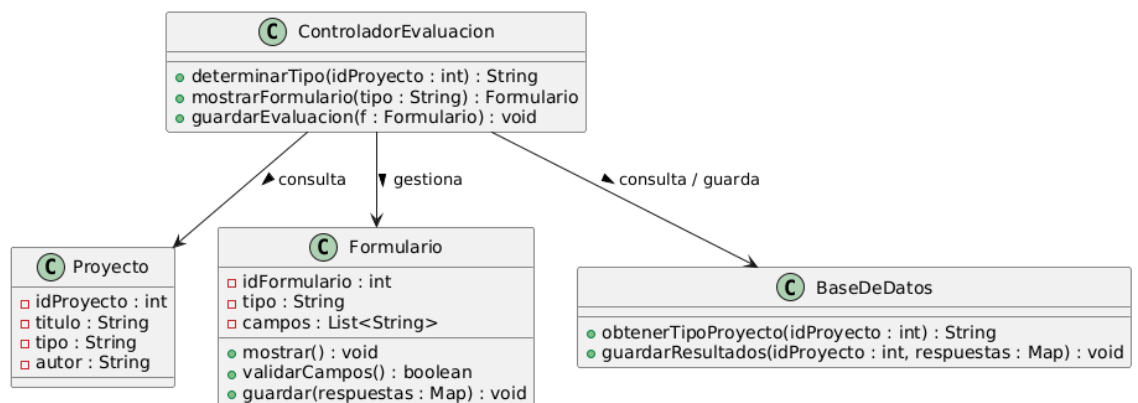 C ControladorEvaluacion
determinarTipo(idProyecto : int) : String
mostrarFormulario(tipo : String) : Formulario
guardarEvaluacion(f : Formulario) : void
consulta
gestiona
consulta / guarda
C Proyecto
idProyecto : int
titulo : String
tipo : String
autor : String
C Formulario
idFormulario : int
tipo : String
campos : List<String>
mostrar() : void
validarCampos() : boolean
guardar(respuestas : Map) : void
C BaseDeDatos
obtenerTipoProyecto(idProyecto : int) : String
guardarResultados(idProyecto : int, respuestas : Map) : void